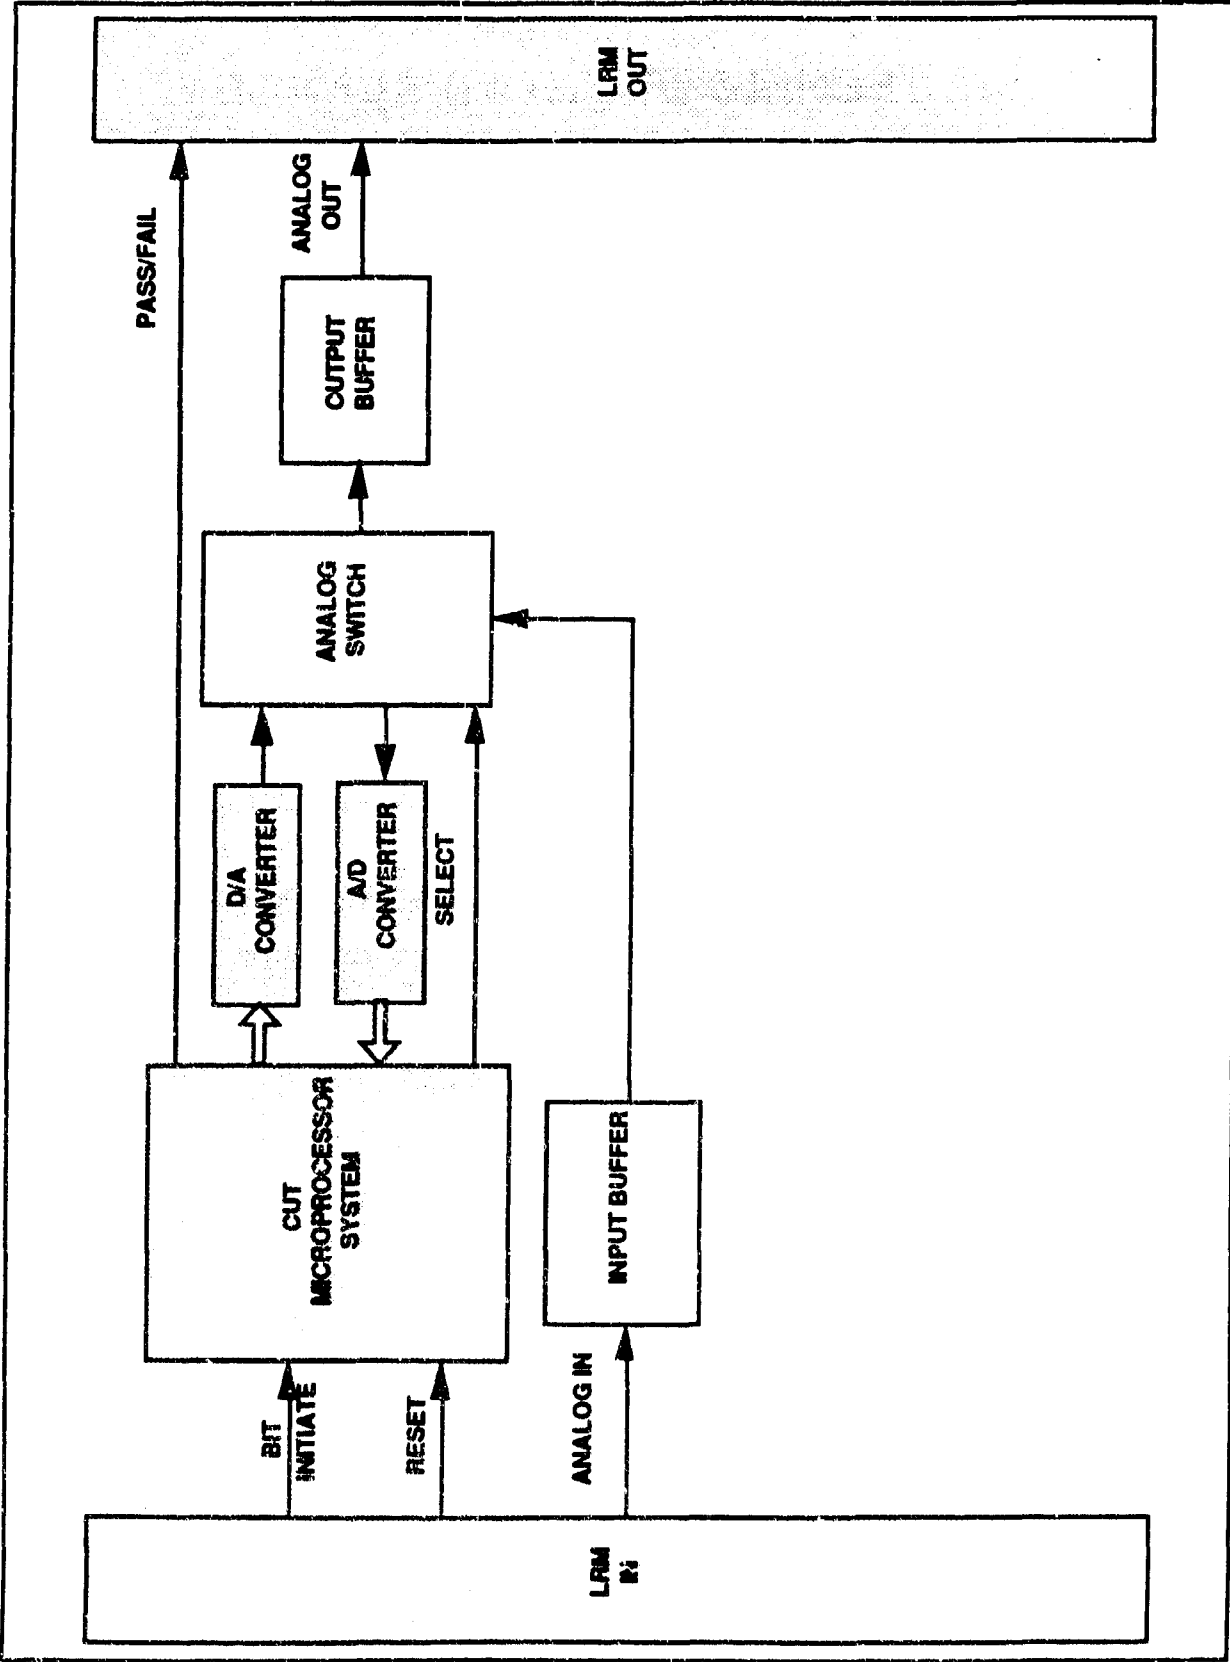 LRM
IN
BIT
INITIATE
RESET
ANALOG IN
CUT
MICROPROCESSOR
SYSTEM
INPUT BUFFER
D/A
CONVERTER
A/D
CONVERTER
SELECT
ANALOG
SWITCH
OUTPUT
BUFFER
PASS/FAIL
ANALOG
OUT
LRM
OUT